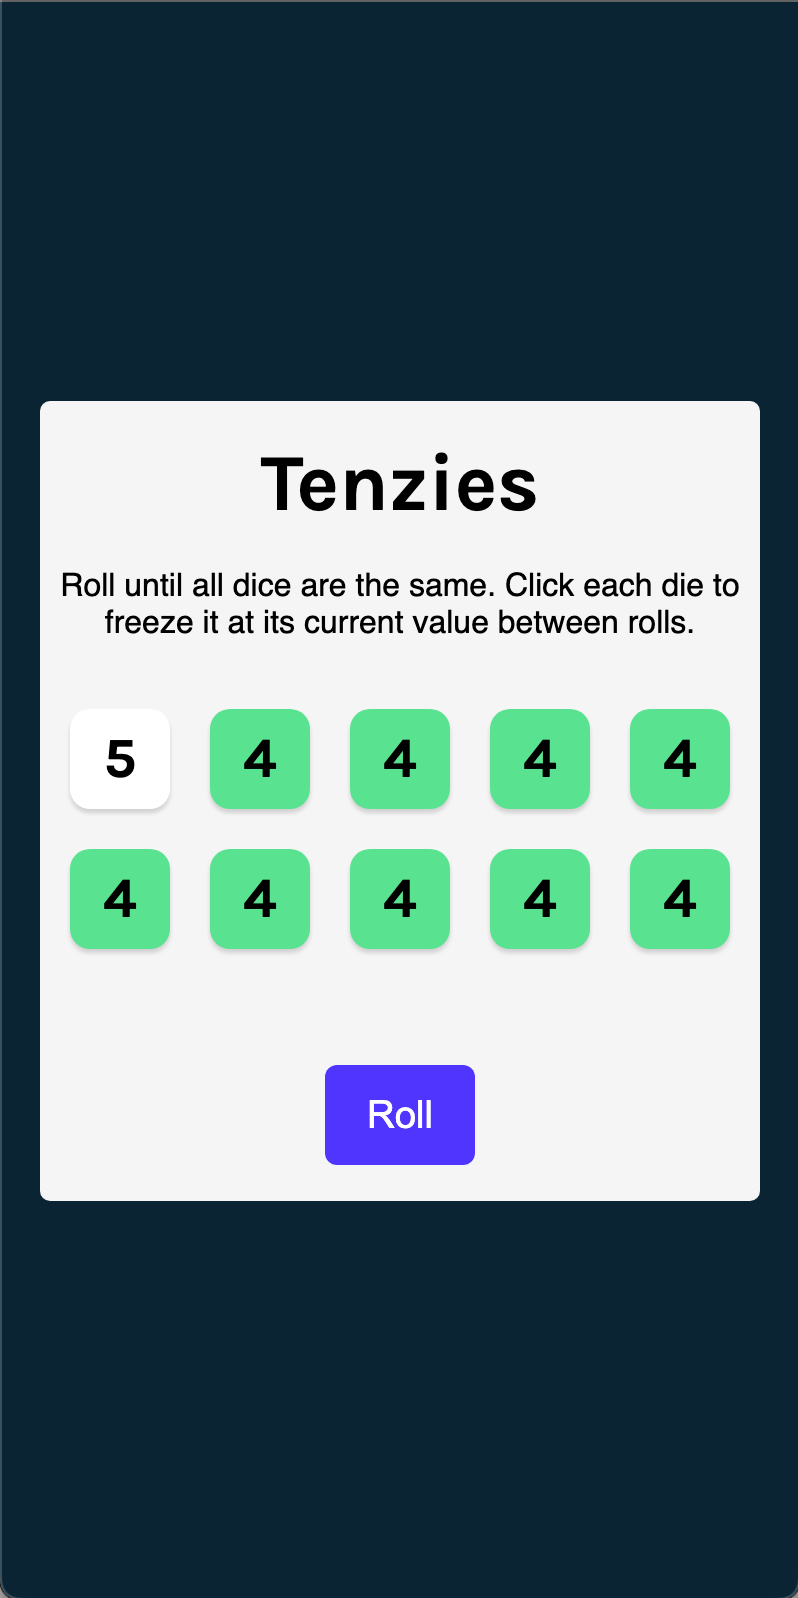 Tenzies
Roll until all dice are the same. Click each die to
freeze it at its current value between rolls.
5 4 4 4 4
4 4 4 4 4
Roll